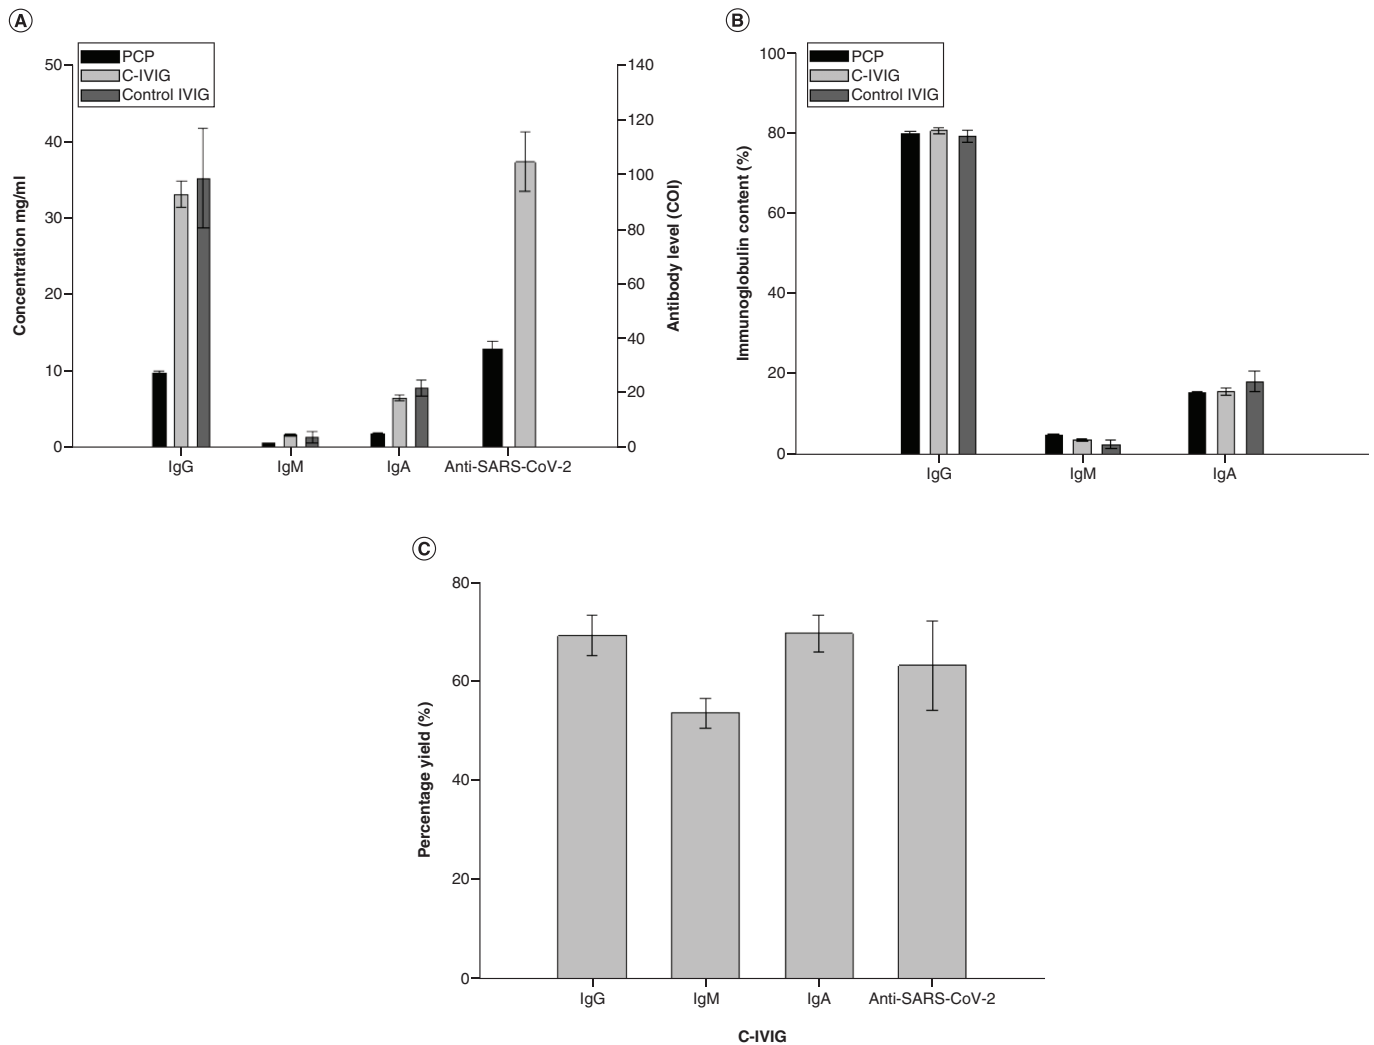 A
PCP
C-IVIG
Control IVIG
50
40
30
20
10
0
Concentration mg/ml
140
120
100
80
60
40
20
0
Antibody level (COI)
IgG
IgM
IgA
Anti-SARS-CoV-2
B
PCP
C-IVIG
Control IVIG
100
80
60
40
20
0
Immunoglobulin content (%)
IgG
IgM
IgA
C
80
60
40
20
0
Percentage yield (%)
IgG
IgM
IgA
Anti-SARS-CoV-2
C-IVIG